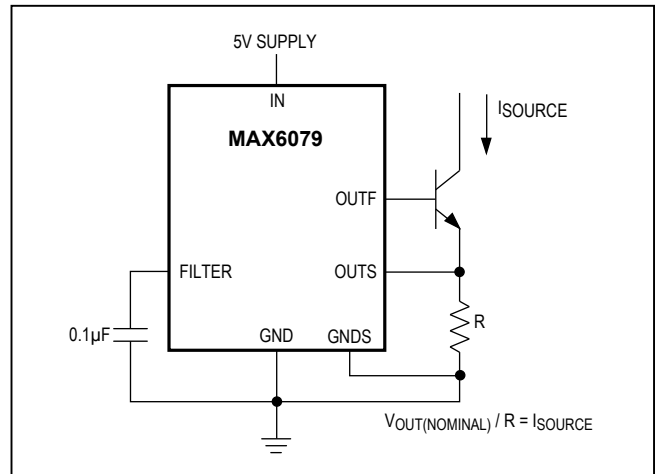 5V SUPPLY
IN
MAX6079
ISOURCE
OUTF
FILTER
OUTS
R
0.1µF
GND
GNDS
VOUT(NOMINAL) / R = ISOURCE